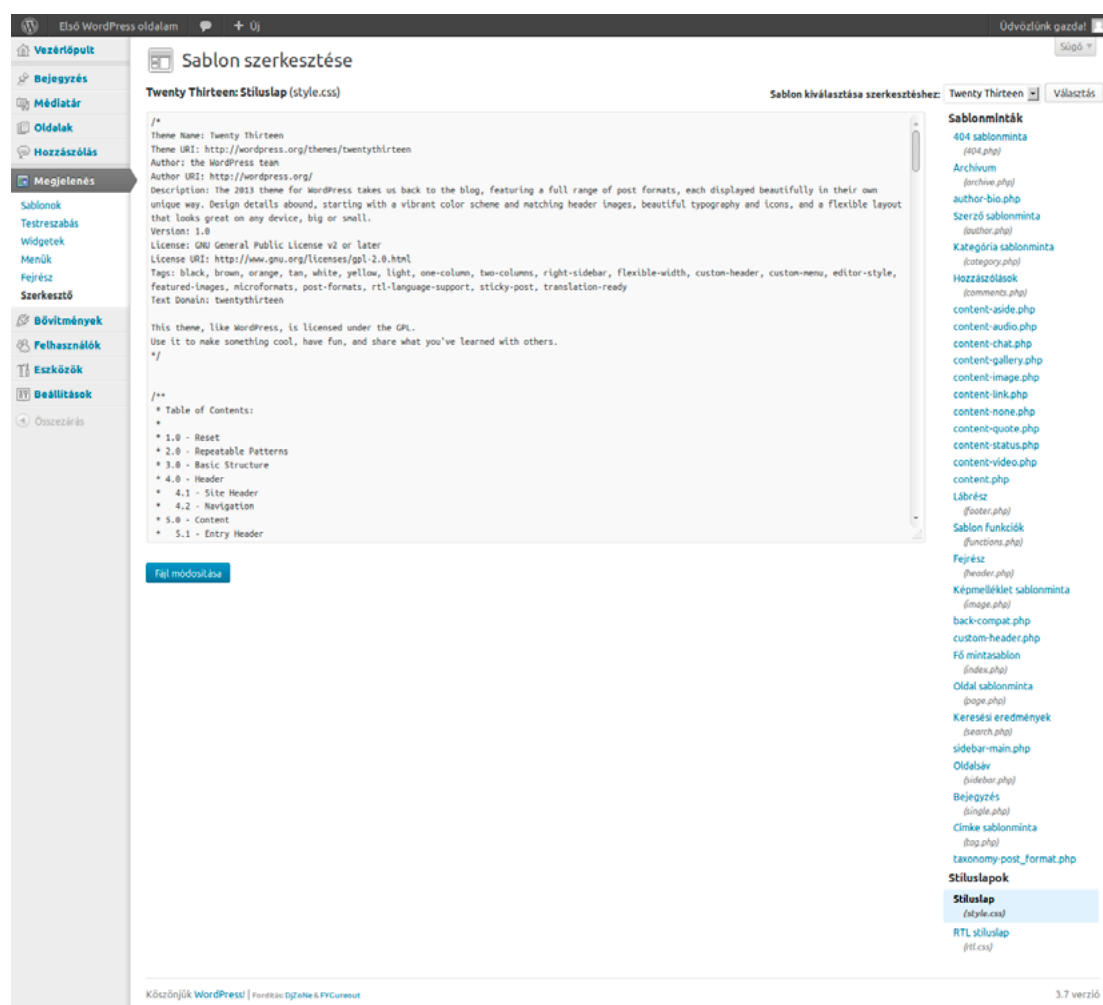 Első WordPress oldalam + Új Üdvözlünk gazda!
Súgó
Vezérlőpult
Bejegyzés
Médiatár
Oldalak
Hozzászólás
Megjelenés
Sablonok
Testreszabás
Widgetek
Menük
Fejrész
Szerkesztő
Bővítmények
Felhasználók
Eszközök
Beállítások
Összezárás
Sablon szerkesztése
Twenty Thirteen: Stíluslap (style.css)
Sablon kiválasztása szerkesztéshez: Twenty Thirteen Választás
/*
Theme Name: Twenty Thirteen
Theme URI: http://wordpress.org/themes/twentythirteen
Author: the WordPress team
Author URI: http://wordpress.org/
Description: The 2013 theme for WordPress takes us back to the blog, featuring a full range of post formats, each displayed beautifully in their own
unique way. Design details abound, starting with a vibrant color scheme and matching header images, beautiful typography and icons, and a flexible layout
that looks great on any device, big or small.
Version: 1.0
License: GNU General Public License v2 or later
License URI: http://www.gnu.org/licenses/gpl-2.0.html
Tags: black, brown, orange, tan, white, yellow, light, one-column, two-columns, right-sidebar, flexible-width, custom-header, custom-menu, editor-style,
featured-images, microformats, post-formats, rtl-language-support, sticky-post, translation-ready
Text Domain: twentythirteen
This theme, like WordPress, is licensed under the GPL.
Use it to make something cool, have fun, and share what you've learned with others.
*/
/**
* Table of Contents:
*
* 1.0 - Reset
* 2.0 - Repeatable Patterns
* 3.0 - Basic Structure
* 4.0 - Header
* 4.1 - Site Header
* 4.2 - Navigation
* 5.0 - Content
* 5.1 - Entry Header
Fájl módosítása
Sablonminták
404 sablonminta
(404.php)
Archívum
(archive.php)
author-bio.php
Szerző sablonminta
(author.php)
Kategória sablonminta
(category.php)
Hozzászólások
(comments.php)
content-aside.php
content-audio.php
content-chat.php
content-gallery.php
content-image.php
content-link.php
content-none.php
content-quote.php
content-status.php
content-video.php
content.php
Lábrész
(footer.php)
Sablon funkciók
(functions.php)
Fejrész
(header.php)
Képmelléklet sablonminta
(image.php)
back-compat.php
custom-header.php
Fő mintasablon
(index.php)
Oldal sablonminta
(page.php)
Keresési eredmények
(search.php)
sidebar-main.php
Oldalsáv
(sidebar.php)
Bejegyzés
(single.php)
Címke sablonminta
(tag.php)
taxonomy-post_format.php
Stíluslapok
Stíluslap
(style.css)
RTL stíluslap
(rtl.css)
Köszönjük WordPress! | Fordítás: DjZoNe & FYGureout
3.7 verzió